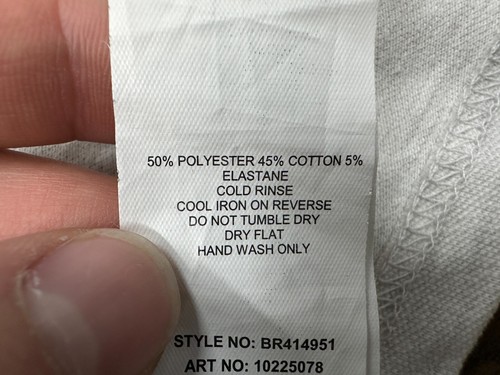 50% POLYESTER 45% COTTON 5%
ELASTANE
COLD RINSE
COOL IRON ON REVERSE
DO NOT TUMBLE DRY
DRY FLAT
HAND WASH ONLY
STYLE NO: BR414951
ART NO: 10225078